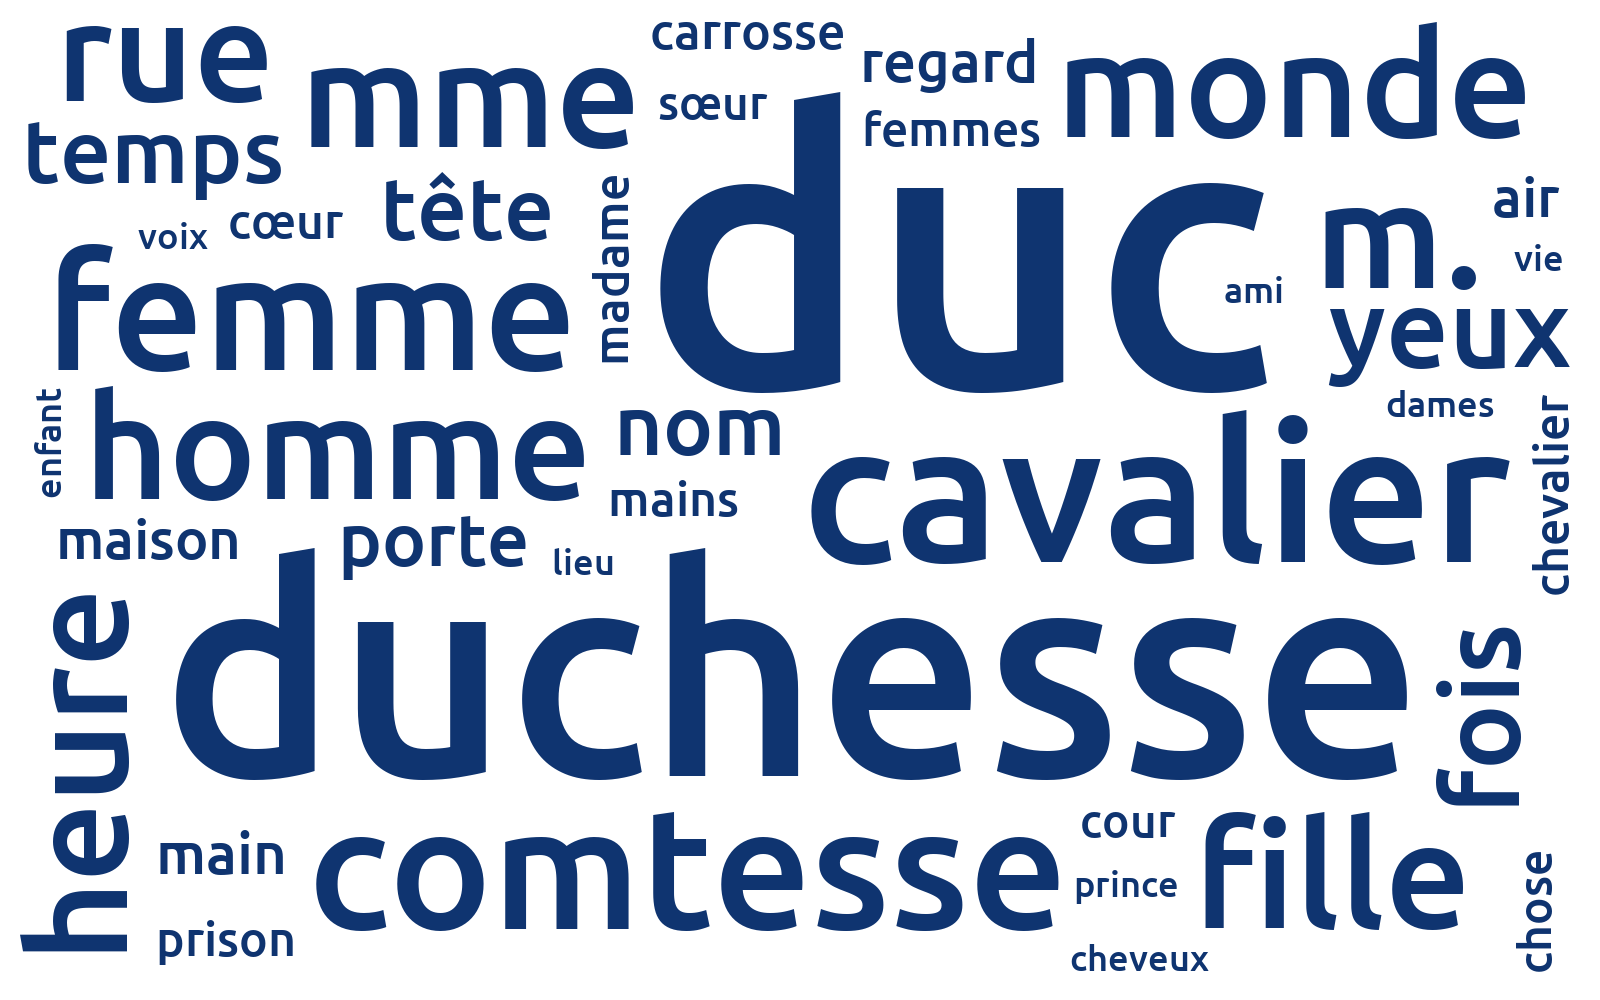 rue
mme
carrosse
regard
monde
temps
sœur
femmes
duc
voix
cœur
tête
madame
m.
air
vie
femme
ami
yeux
enfant
homme
nom
dames
chevalier
mains
cavalier
maison
porte
lieu
heure
duchesse
fois
main
comtesse
cour
fille
prince
chose
prison
cheveux